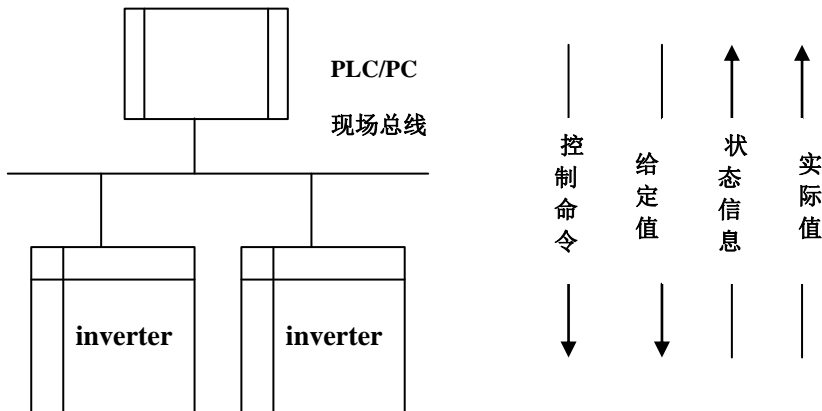 PLC/PC
现场总线
控制命令
给定值
状态信息
实际值
inverter
inverter